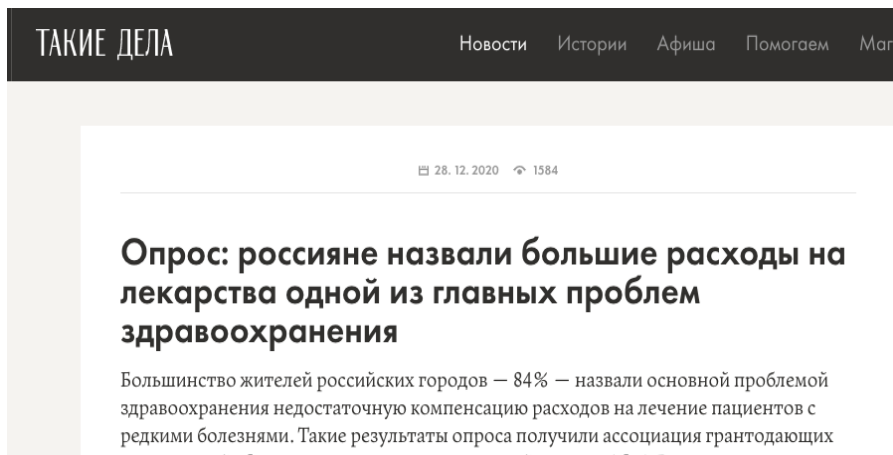 ТАКИЕ ДЕЛА
Новости Истории Афиша Помогаем Маг
28. 12. 2020 1584
Опрос: россияне назвали большие расходы на
лекарства одной из главных проблем
здравоохранения
Большинство жителей российских городов — 84% — назвали основной проблемой
здравоохранения недостаточную компенсацию расходов на лечение пациентов с
редкими болезнями. Такие результаты опроса получили ассоциация грантодающих